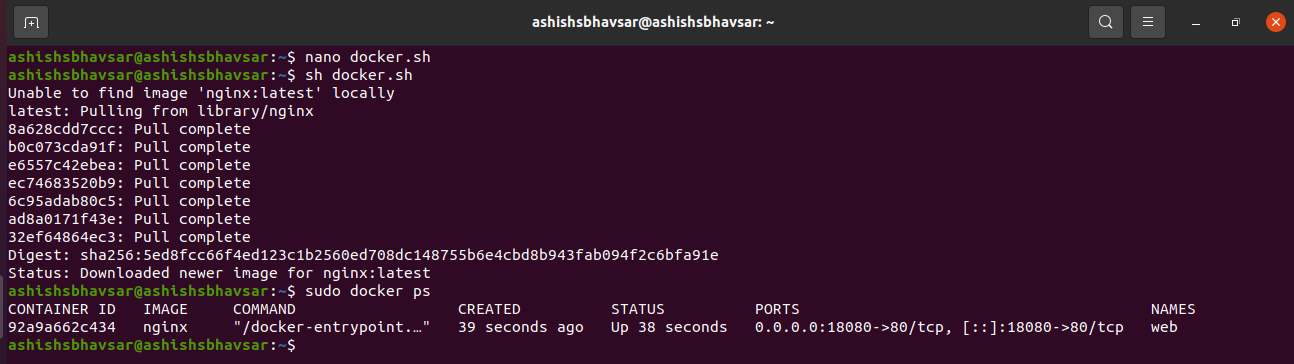 ashishsbhavsar@ashishsbhavsar: ~
ashishsbhavsar@ashishsbhavsar:~$ nano docker.sh
ashishsbhavsar@ashishsbhavsar:~$ sh docker.sh
Unable to find image 'nginx:latest' locally
latest: Pulling from library/nginx
8a628cdd7ccc: Pull complete
b0c073cda91f: Pull complete
e6557c42ebea: Pull complete
ec74683520b9: Pull complete
6c95adab80c5: Pull complete
ad8a0171f43e: Pull complete
32ef64864ec3: Pull complete
Digest: sha256:5ed8fcc66f4ed123c1b2560ed708dc148755b6e4cbd8b943fab094f2c6bfa91e
Status: Downloaded newer image for nginx:latest
ashishsbhavsar@ashishsbhavsar:~$ sudo docker ps
CONTAINER ID   IMAGE     COMMAND                  CREATED          STATUS          PORTS                                       NAMES
92a9a662c434   nginx     "/docker-entrypoint.…"   39 seconds ago   Up 38 seconds   0.0.0.0:18080->80/tcp, [::]:18080->80/tcp   web
ashishsbhavsar@ashishsbhavsar:~$